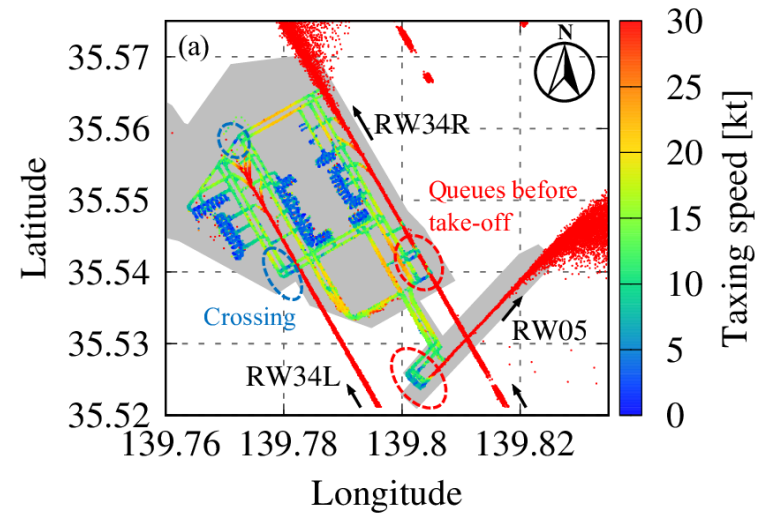 (a)
N
35.57
35.56
35.55
35.54
35.53
35.52
Latitude
RW34R
Queues before
take-off
Crossing
RW05
RW34L
139.76 139.78 139.8 139.82
Longitude
30
25
20
15
10
5
0
Taxing speed [kt]